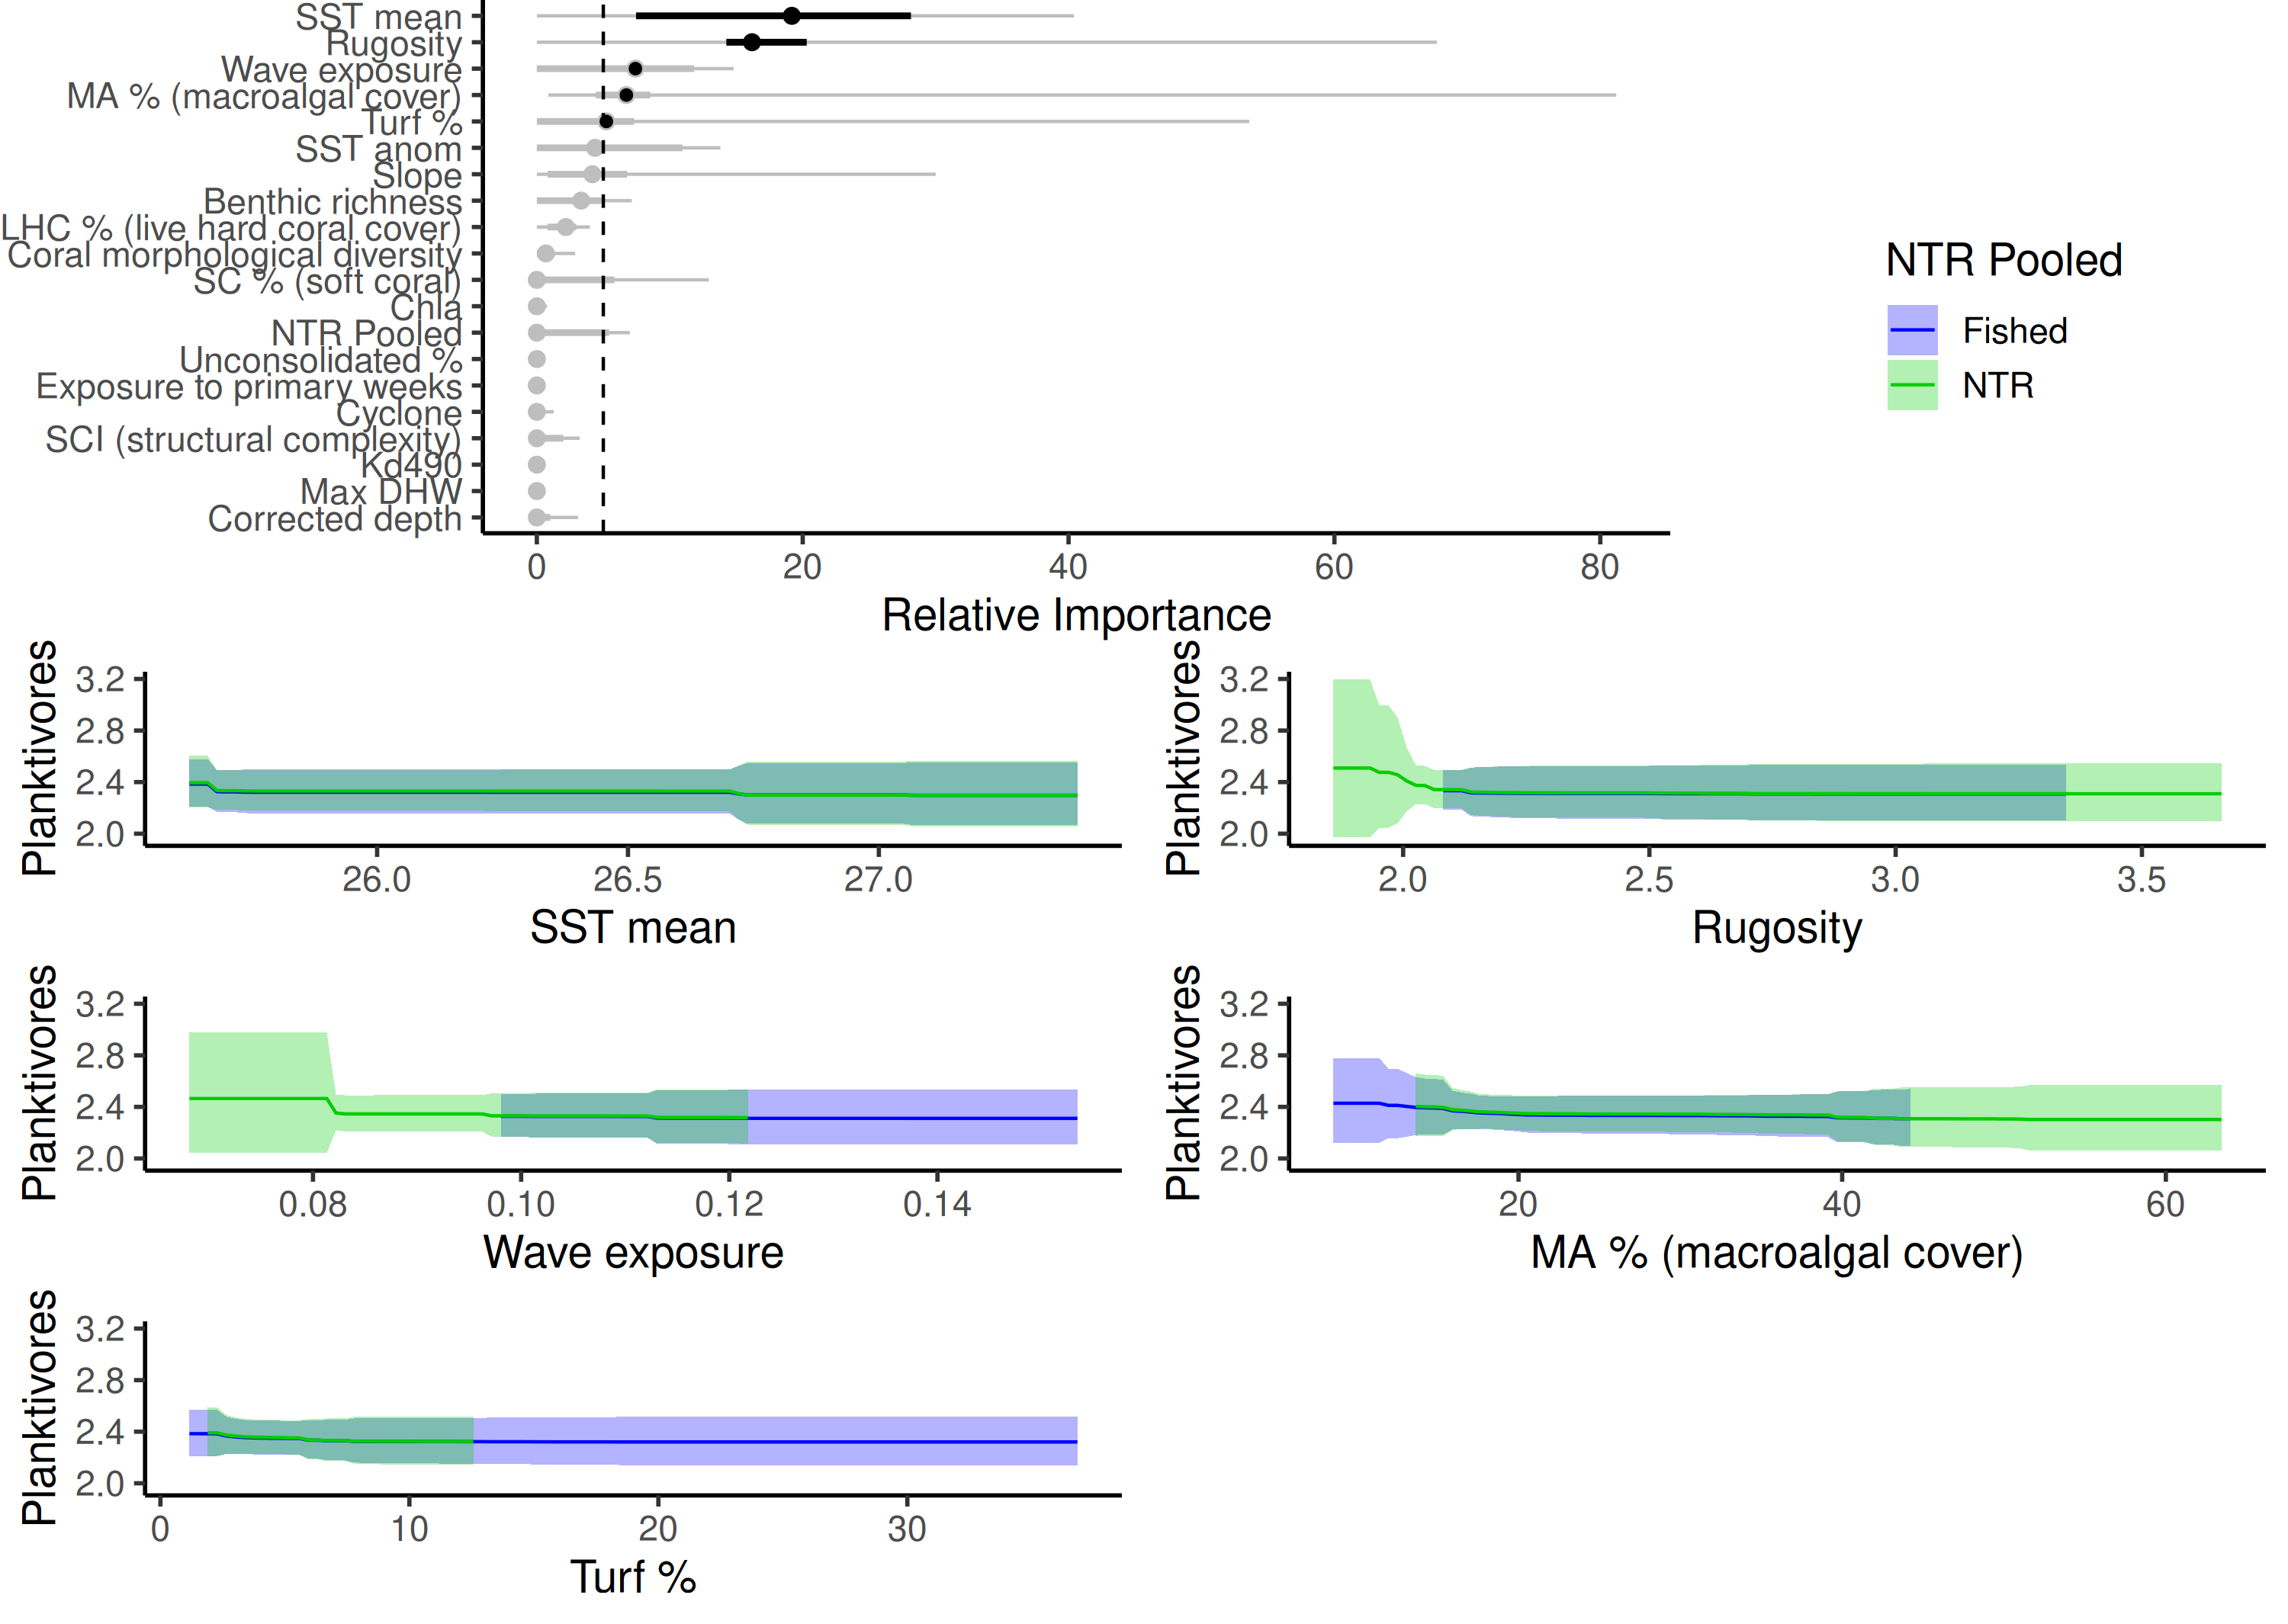 SST mean
Rugosity
Wave exposure
MA % (macroalgal cover)
Turf %
SST anom
Slope
Benthic richness
LHC % (live hard coral cover)
Coral morphological diversity
SC % (soft coral)
Chla
NTR Pooled
Unconsolidated %
Exposure to primary weeks
Cyclone
SCI (structural complexity)
Kd490
Max DHW
Corrected depth
0 20 40 60 80
Relative Importance
NTR Pooled
Fished
NTR
Planktivores
3.2
2.8
2.4
2.0
26.0 26.5 27.0
SST mean
Planktivores
3.2
2.8
2.4
2.0
2.0 2.5 3.0 3.5
Rugosity
Planktivores
3.2
2.8
2.4
2.0
0.08 0.10 0.12 0.14
Wave exposure
Planktivores
3.2
2.8
2.4
2.0
20 40 60
MA % (macroalgal cover)
Planktivores
3.2
2.8
2.4
2.0
0 10 20 30
Turf %